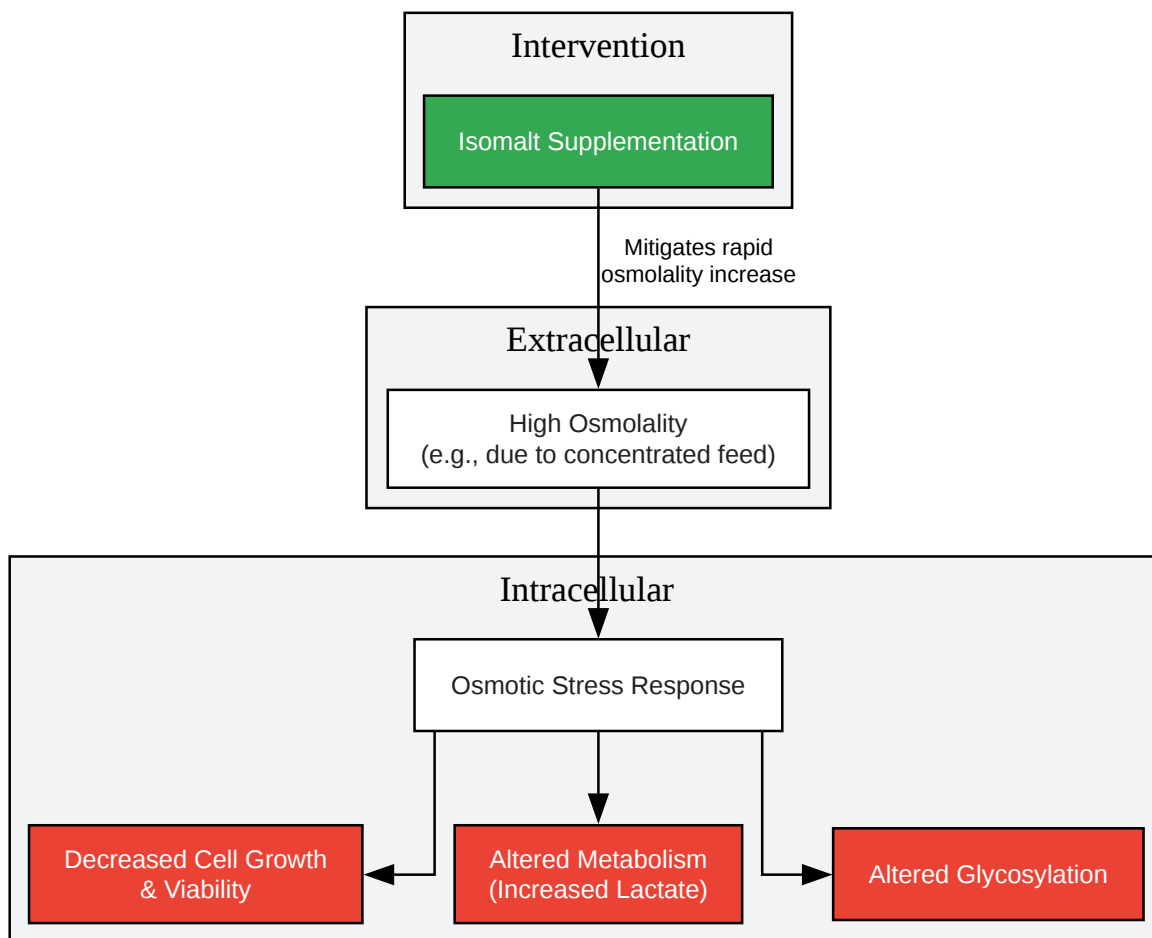 Intervention
Isomalt Supplementation
Mitigates rapid
osmolality increase
Extracellular
High Osmolality
(e.g., due to concentrated feed)
Intracellular
Osmotic Stress Response
Decreased Cell Growth
& Viability
Altered Metabolism
(Increased Lactate)
Altered Glycosylation